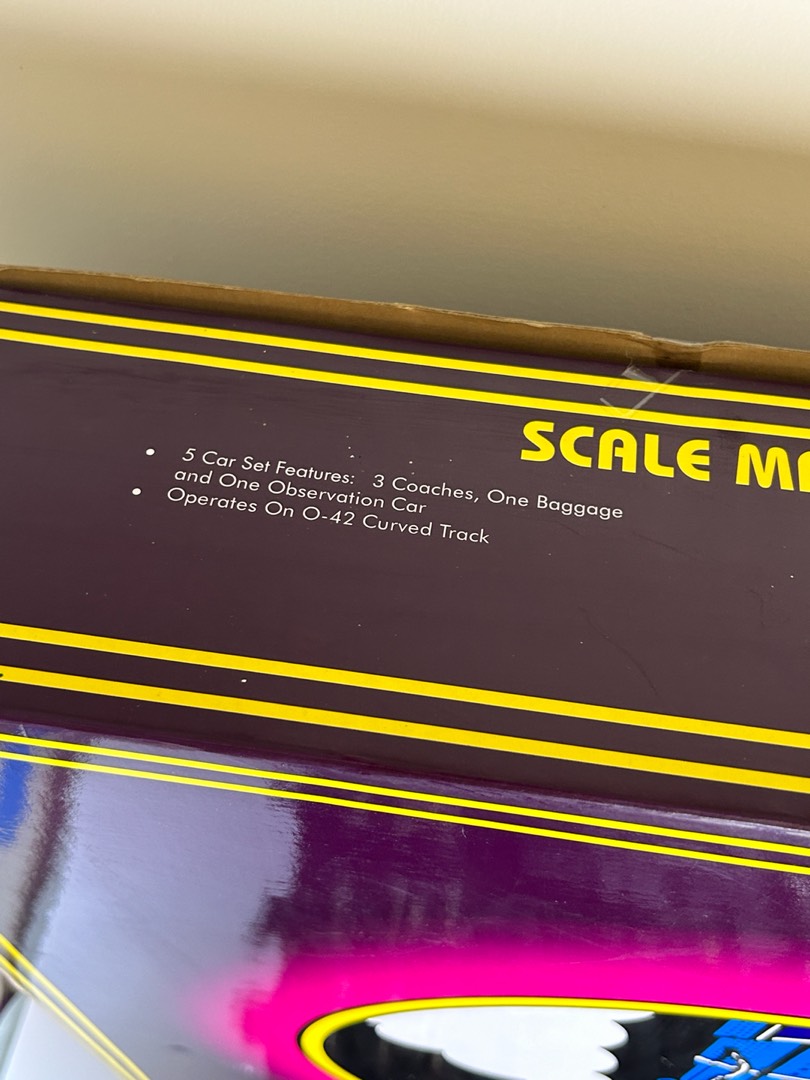 SCALE
• 5 Car Set Features: 3 Coaches, One Baggage
and One Observation Car
• Operates On O-42 Curved Track